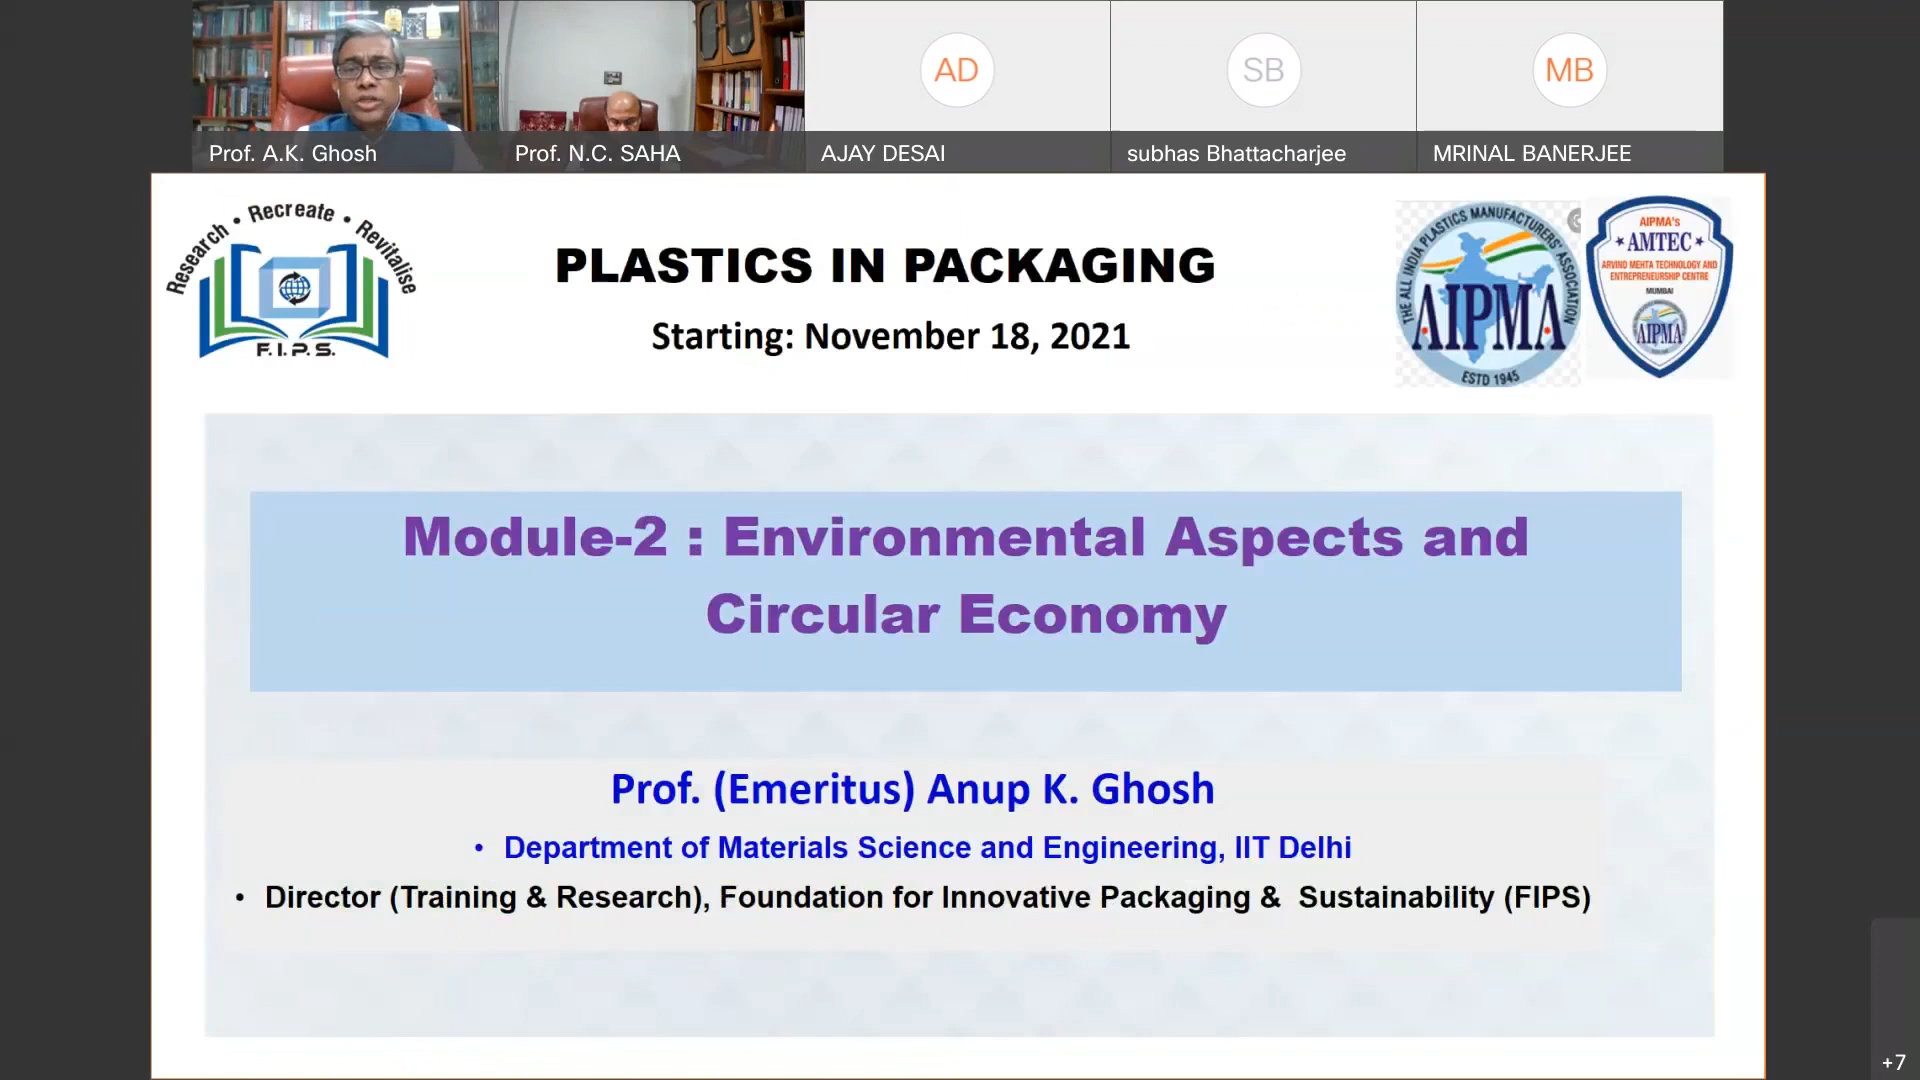 AD
SB
MB
Prof. A.K. Ghosh
Prof. N.C. SAHA
AJAY DESAI
subhas Bhattacharjee
MRINAL BANERJEE
Research • Recreate • Revitalise
F.I.P.S.
PLASTICS IN PACKAGING
Starting: November 18, 2021
THE ALL INDIA PLASTICS MANUFACTURERS' ASSOCIATION
AIPMA
ESTD 1945
AIPMA's
AMTEC
ARVIND MEHTA TECHNOLOGY AND
ENTREPRENEURSHIP CENTRE
MUMBAI
AIPMA
Module-2 : Environmental Aspects and
Circular Economy
Prof. (Emeritus) Anup K. Ghosh
• Department of Materials Science and Engineering, IIT Delhi
• Director (Training & Research), Foundation for Innovative Packaging & Sustainability (FIPS)
+7